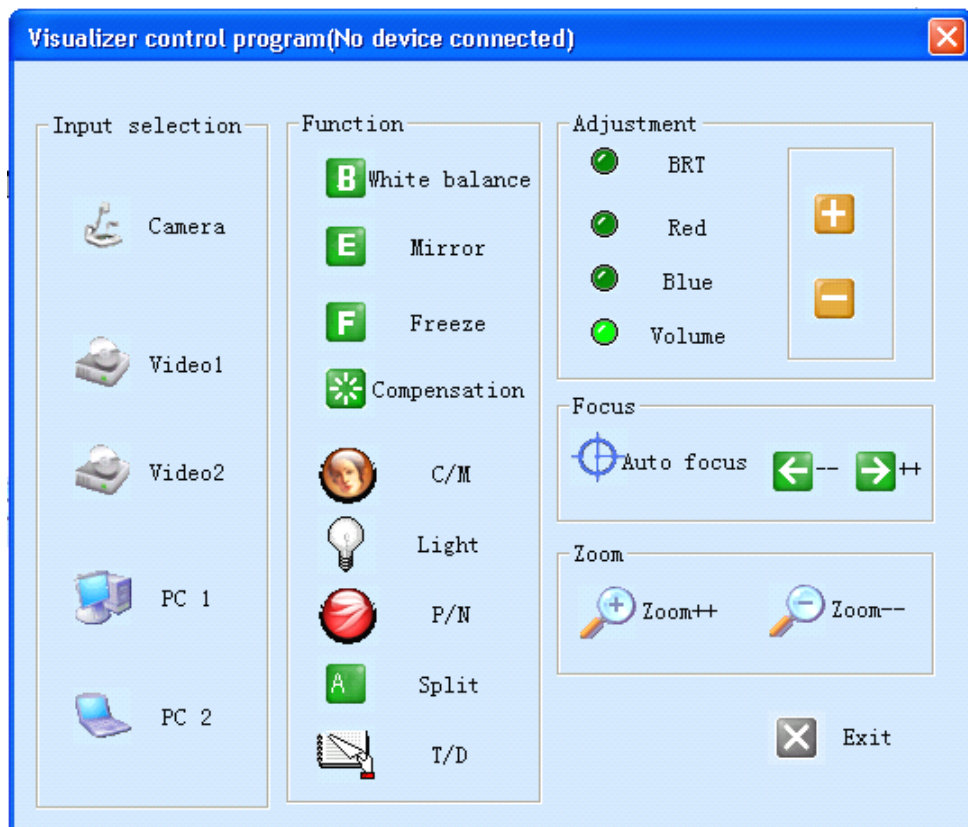 Visualizer control program(No device connected)
Input selection
Camera
Video1
Video2
PC 1
PC 2
Function
B White balance
E Mirror
F Freeze
Compensation
C/M
Light
P/N
A Split
T/D
Adjustment
BRT
Red
Blue
Volume
Focus
Auto focus -- ++
Zoom
Zoom++ Zoom--
Exit